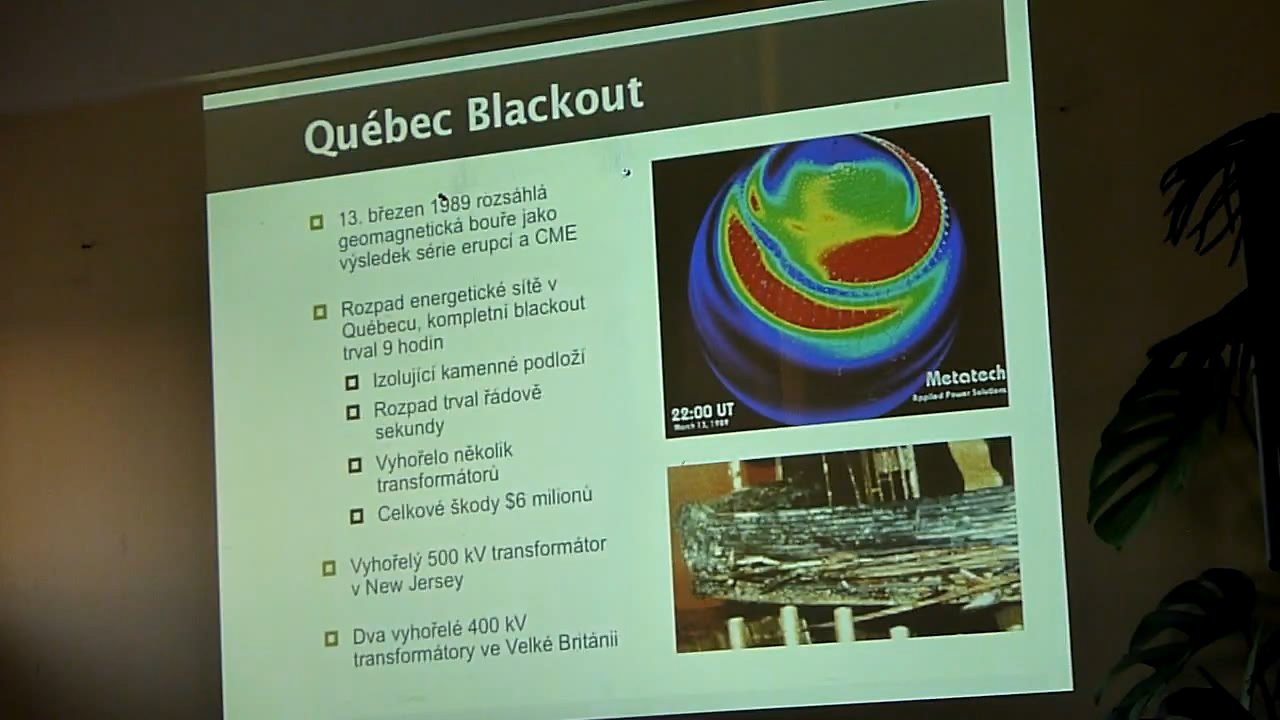 Québec Blackout
13. březen 1989 rozsáhlá
geomagnetická bouře jako
výsledek série erupcí a CME
Rozpad energetické sítě v
Québecu, kompletní blackout
trval 9 hodin
Izolující kamenné podloží
Rozpad trval řádově
sekundy
Vyhořelo několik
transformátorů
Celkové škody $6 milionů
Vyhořelý 500 kV transformátor
v New Jersey
Dva vyhořelé 400 kV
transformátory ve Velké Británii
Metatech
Applied Power Solutions
22:00 UT
March 13, 1989